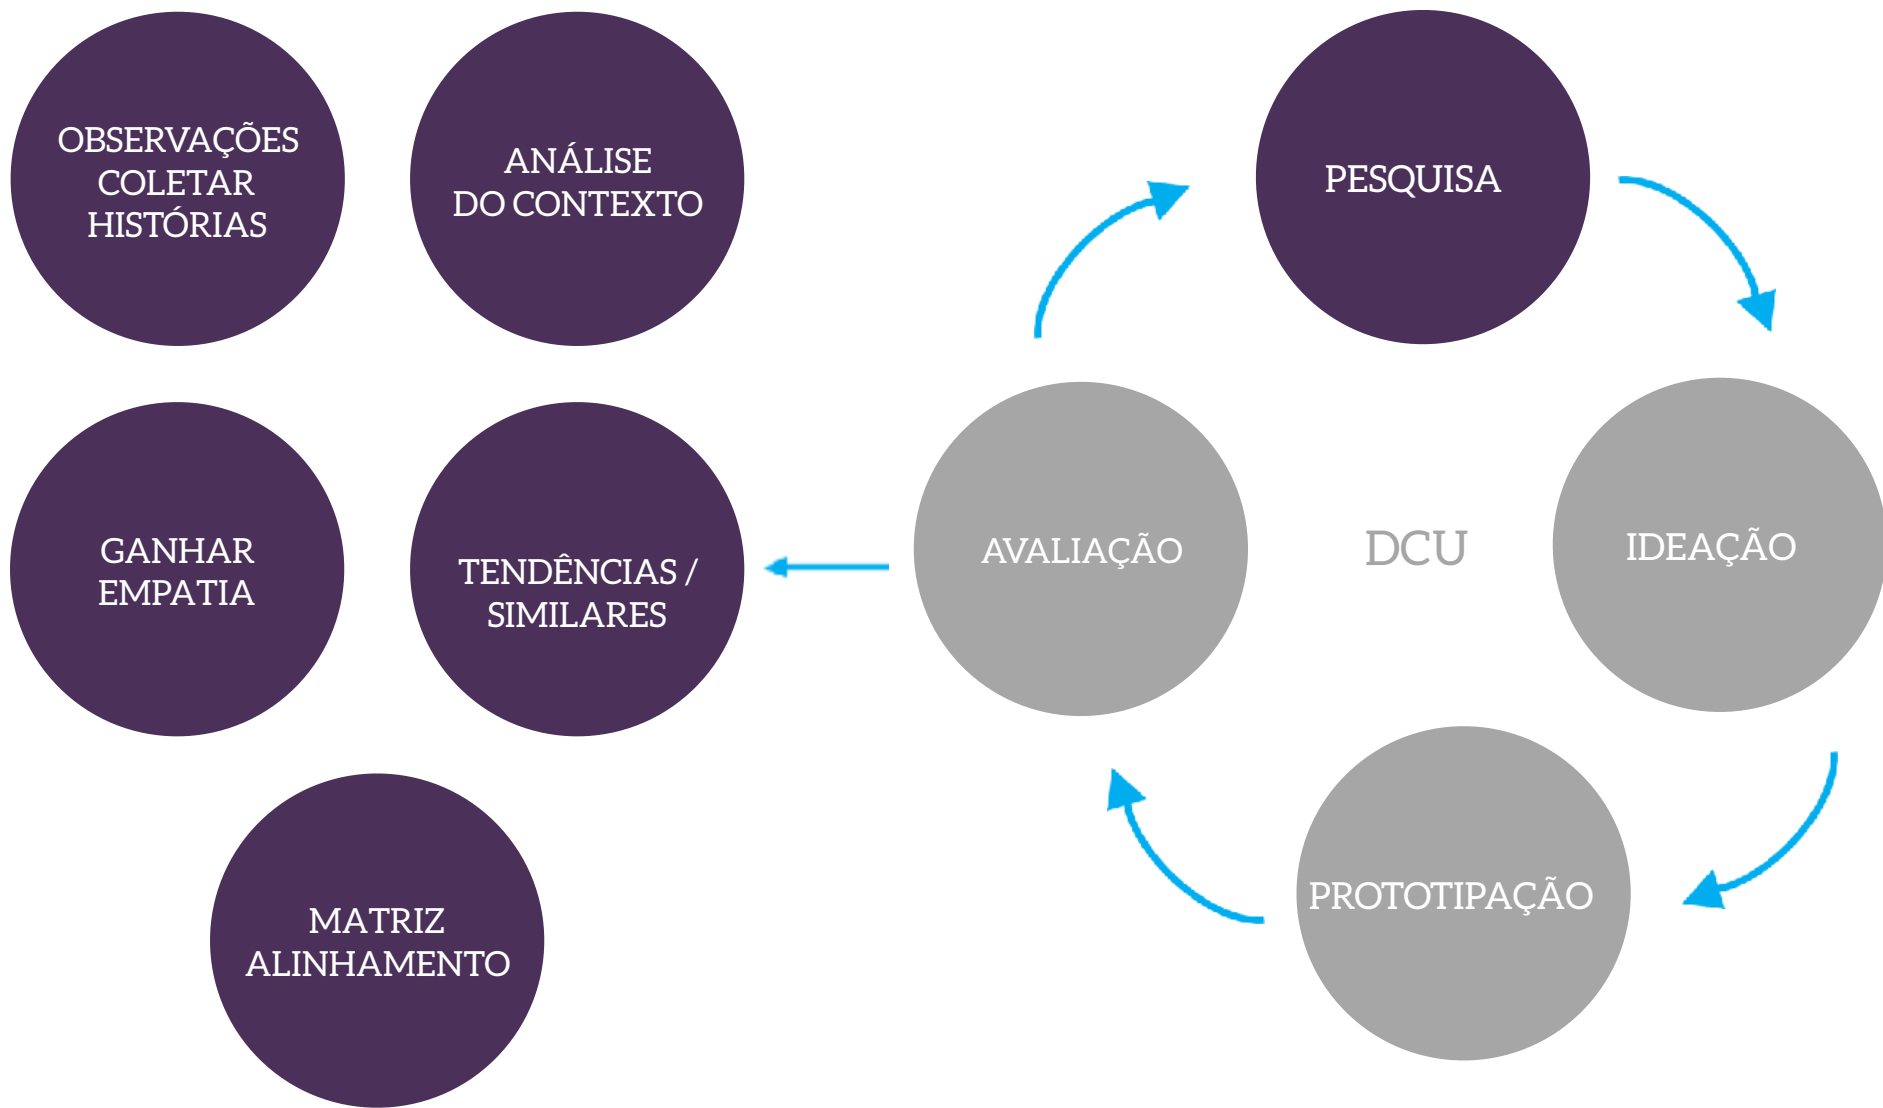 OBSERVAÇÕES
COLETAR
HISTÓRIAS
ANÁLISE
DO CONTEXTO
PESQUISA
GANHAR
EMPATIA
TENDÊNCIAS /
SIMILARES
AVALIAÇÃO
DCU
IDEAÇÃO
MATRIZ
ALINHAMENTO
PROTOTIPAÇÃO